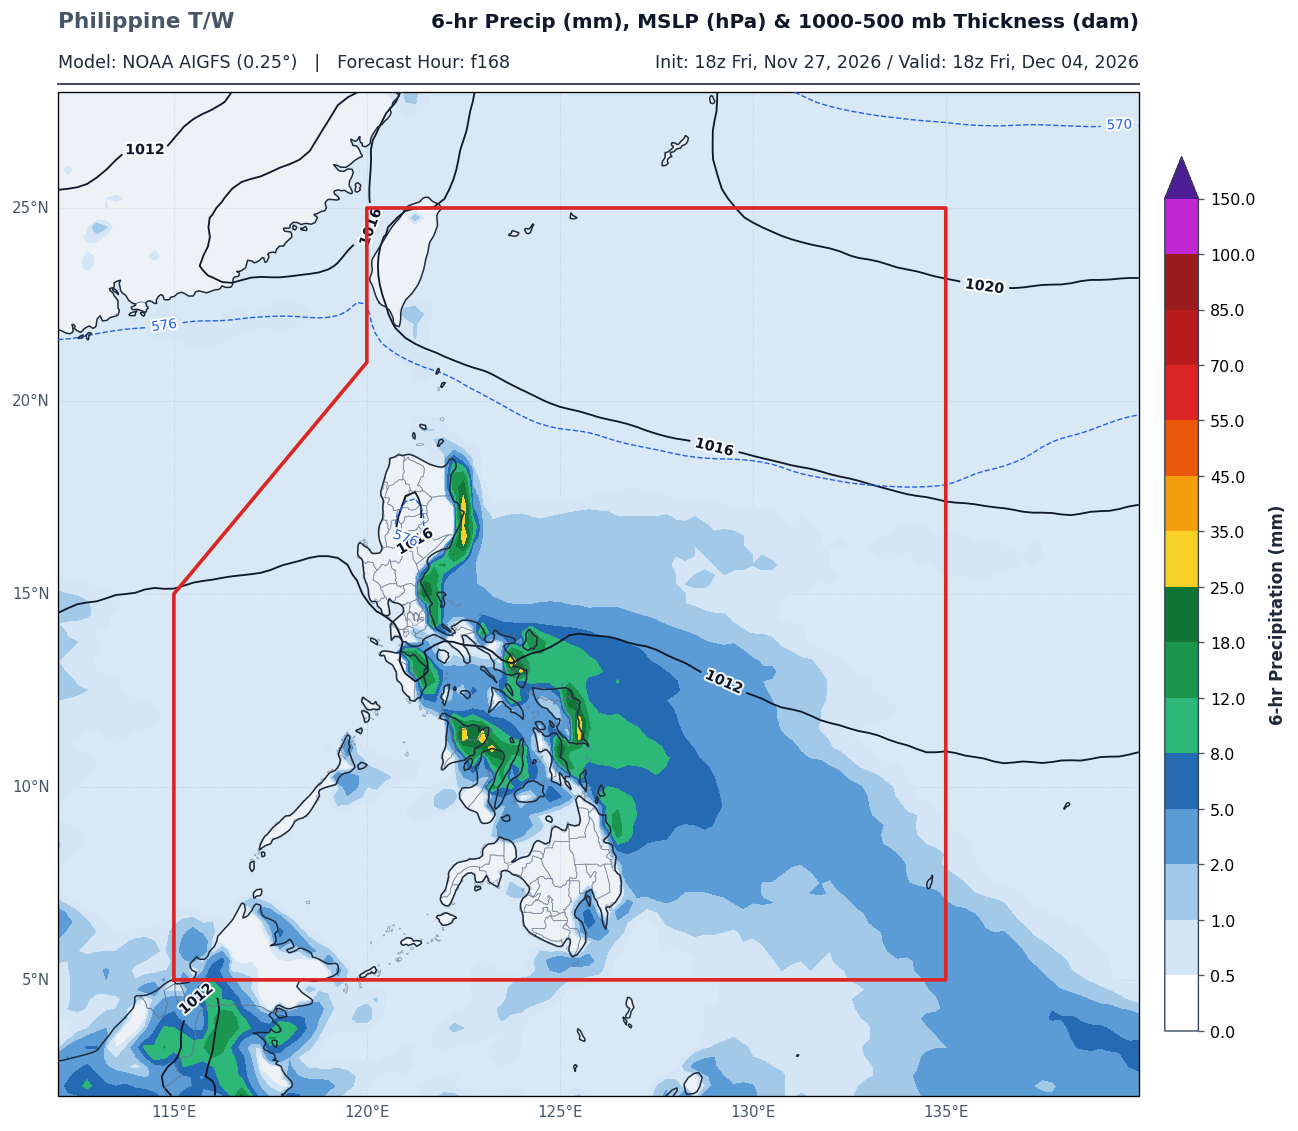 Philippine T/W
6-hr Precip (mm), MSLP (hPa) & 1000-500 mb Thickness (dam)
Model: NOAA AIGFS (0.25°) | Forecast Hour: f168
Init: 18z Fri, Nov 27, 2026 / Valid: 18z Fri, Dec 04, 2026
570
1012
1016
1020
576
1016
576
1016
1012
1012
25°N
20°N
15°N
10°N
5°N
115°E
120°E
125°E
130°E
135°E
150.0
100.0
85.0
70.0
55.0
45.0
35.0
25.0
18.0
12.0
8.0
5.0
2.0
1.0
0.5
0.0
6-hr Precipitation (mm)